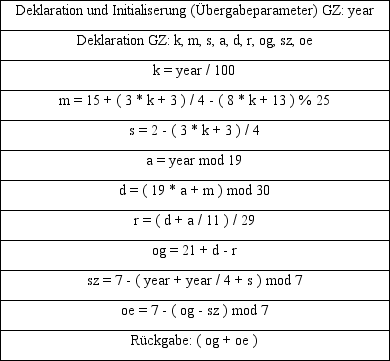 Deklaration und Initialiserung (Übergabeparameter) GZ: year
Deklaration GZ: k, m, s, a, d, r, og, sz, oe
k = year / 100
m = 15 + ( 3 * k + 3 ) / 4 - ( 8 * k + 13 ) % 25
s = 2 - ( 3 * k + 3 ) / 4
a = year mod 19
d = ( 19 * a + m ) mod 30
r = ( d + a / 11 ) / 29
og = 21 + d - r
sz = 7 - ( year + year / 4 + s ) mod 7
oe = 7 - ( og - sz ) mod 7
Rückgabe: ( og + oe )